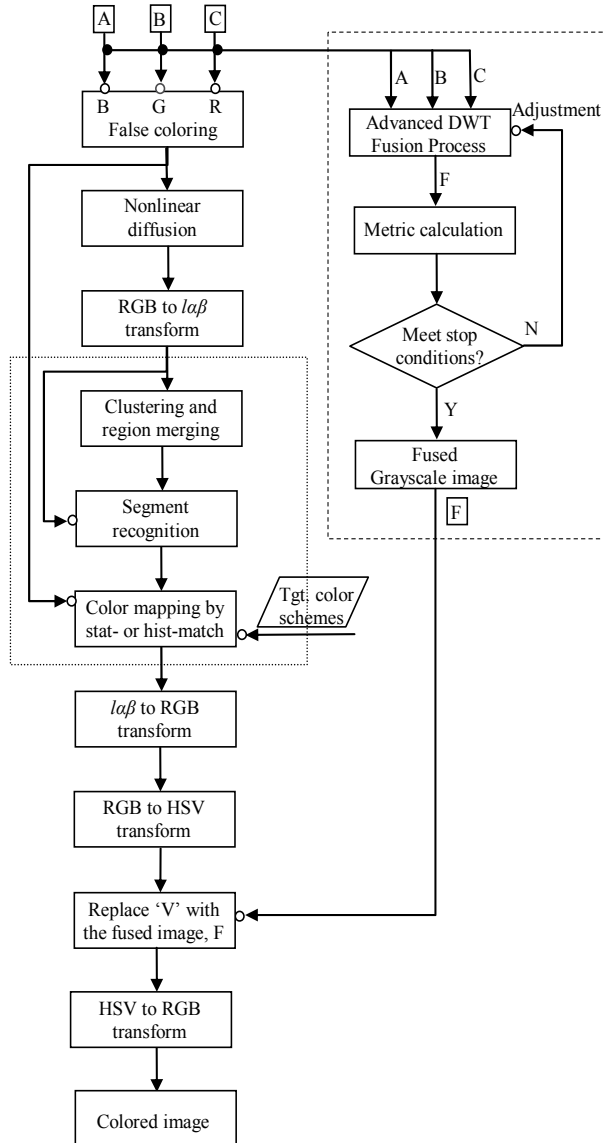 A B C
B G R
False coloring
Nonlinear
diffusion
RGB to lαβ
transform
Clustering and
region merging
Segment
recognition
Color mapping by
stat- or hist-match
Tgt. color
schemes
lαβ to RGB
transform
RGB to HSV
transform
Replace ‘V’ with
the fused image, F
HSV to RGB
transform
Colored image
A B C
Adjustment
Advanced DWT
Fusion Process
F
Metric calculation
Meet stop
conditions?
N
Y
Fused
Grayscale image
F